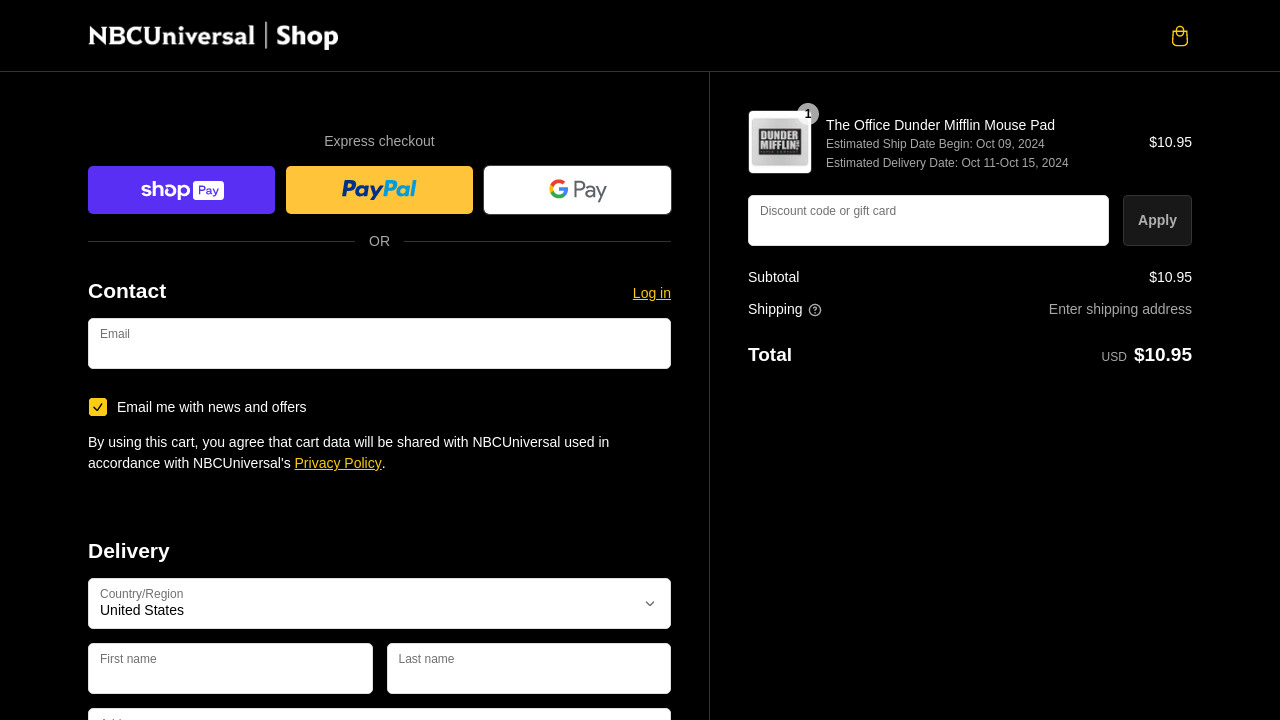 NBCUniversal | Shop
Express checkout
shop Pay
PayPal
G Pay
OR
Contact
Log in
Email
Email me with news and offers
By using this cart, you agree that cart data will be shared with NBCUniversal used in
accordance with NBCUniversal's Privacy Policy.
Delivery
Country/Region
United States
First name
Last name
1
DUNDER
MIFFLIN
The Office Dunder Mifflin Mouse Pad
Estimated Ship Date Begin: Oct 09, 2024
Estimated Delivery Date: Oct 11-Oct 15, 2024
$10.95
Discount code or gift card
Apply
Subtotal
$10.95
Shipping
Enter shipping address
Total
USD $10.95